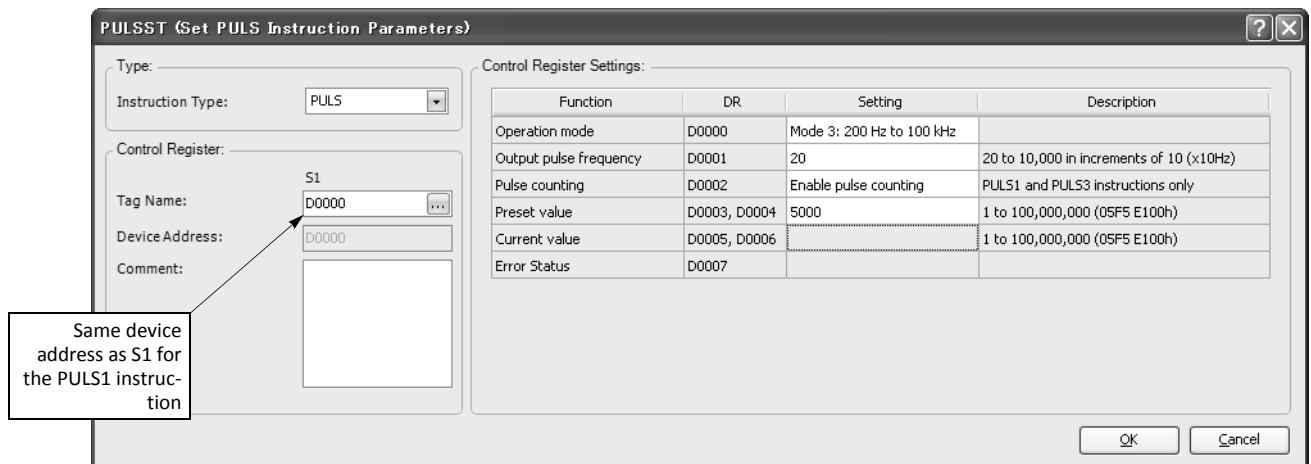 PULSST (Set PULS Instruction Parameters)
Type:
Instruction Type: PULS
Control Register:
S1
Tag Name: D0000 ...
Device Address: D0000
Comment:
Same device
address as S1 for
the PULS1 instruc-
tion
Control Register Settings:
Function DR Setting Description
Operation mode D0000 Mode 3: 200 Hz to 100 kHz
Output pulse frequency D0001 20 20 to 10,000 in increments of 10 (x10Hz)
Pulse counting D0002 Enable pulse counting PULS1 and PULS3 instructions only
Preset value D0003, D0004 5000 1 to 100,000,000 (05F5 E100h)
Current value D0005, D0006 1 to 100,000,000 (05F5 E100h)
Error Status D0007
OK Cancel